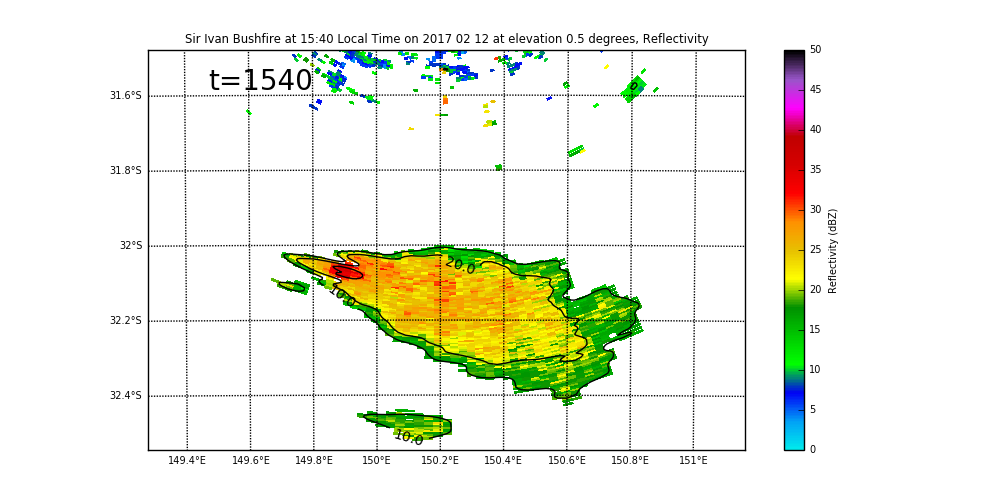 Sir Ivan Bushfire at 15:40 Local Time on 2017 02 12 at elevation 0.5 degrees, Reflectivity
t=1540
31.6°S
31.8°S
32°S
32.2°S
32.4°S
0
20.0
10.0
10.0
149.4°E 149.6°E 149.8°E 150°E 150.2°E 150.4°E 150.6°E 150.8°E 151°E
50
45
40
35
30
25
20
15
10
5
0
Reflectivity (dBZ)